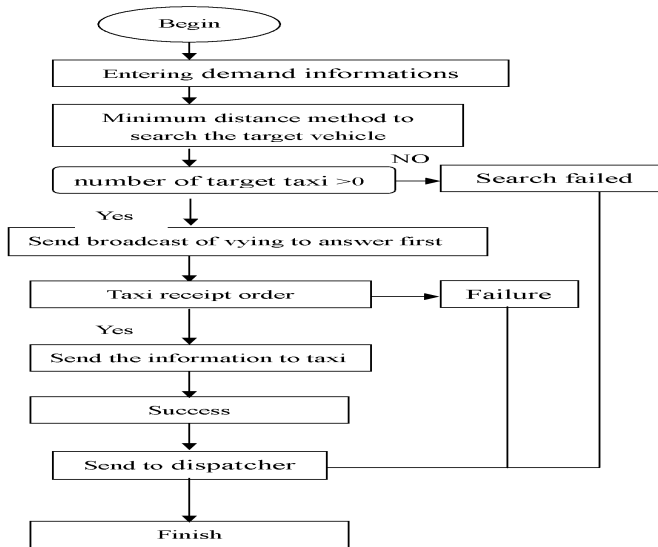 Begin
Entering demand informations
Minimum distance method to
search the target vehicle
NO
number of target taxi >0
Search failed
Yes
Send broadcast of vying to answer first
Taxi receipt order
Failure
Yes
Send the information to taxi
Success
Send to dispatcher
Finish